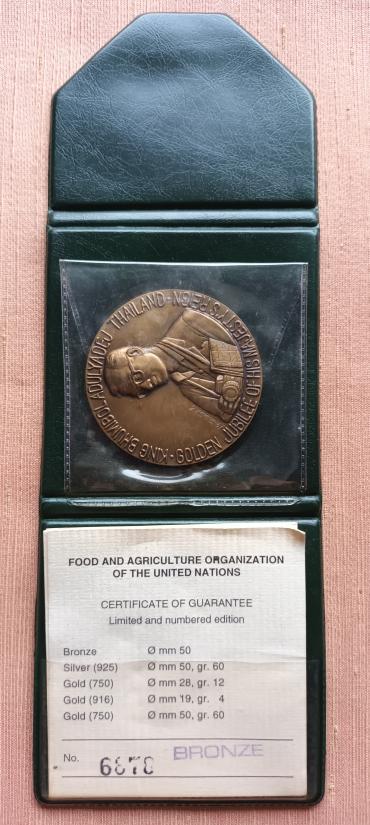 KING BHUMIBOL ADULYADEJ THAILAND - GOLDEN JUBILEE OF HIS MAJESTY'S REIGN -
FOOD AND AGRICULTURE ORGANIZATION
OF THE UNITED NATIONS
CERTIFICATE OF GUARANTEE
Limited and numbered edition
Bronze Ø mm 50
Silver (925) Ø mm 50, gr. 60
Gold (750) Ø mm 28, gr. 12
Gold (916) Ø mm 19, gr. 4
Gold (750) Ø mm 50, gr. 60
No. BRONZE